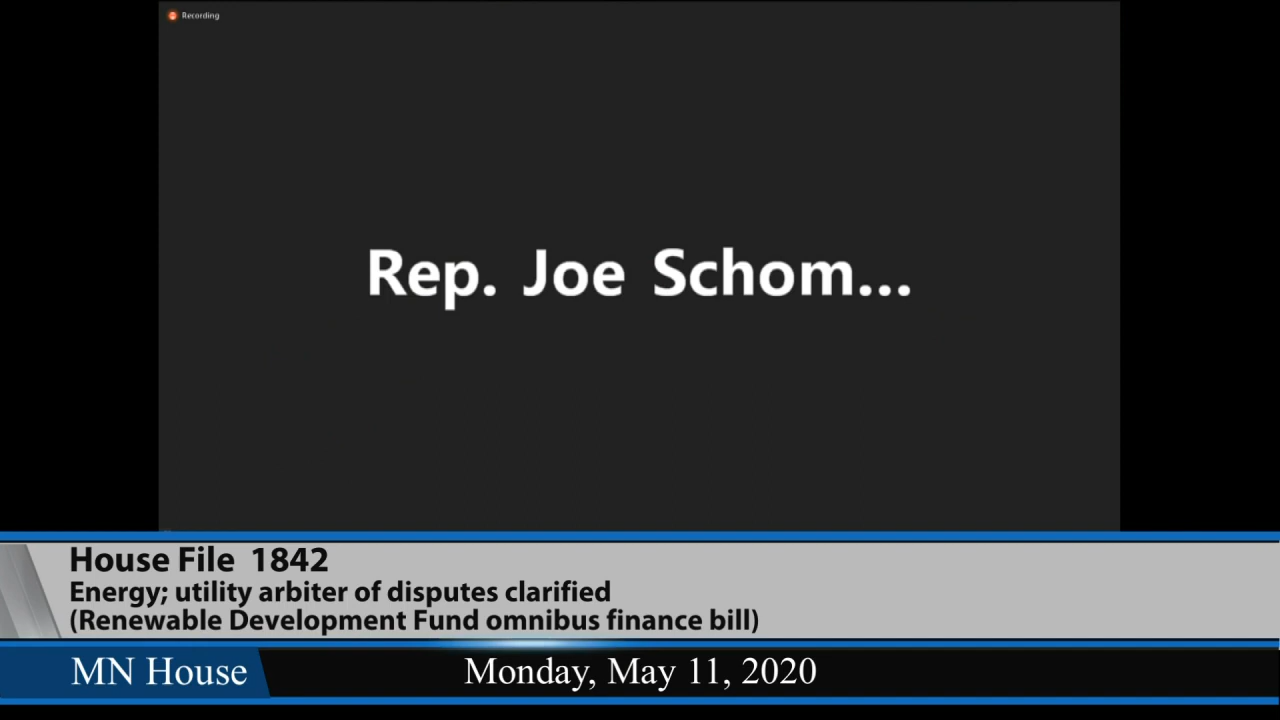 Recording
Rep. Joe Schom...
House File 1842
Energy; utility arbiter of disputes clarified
(Renewable Development Fund omnibus finance bill)
MN House
Monday, May 11, 2020